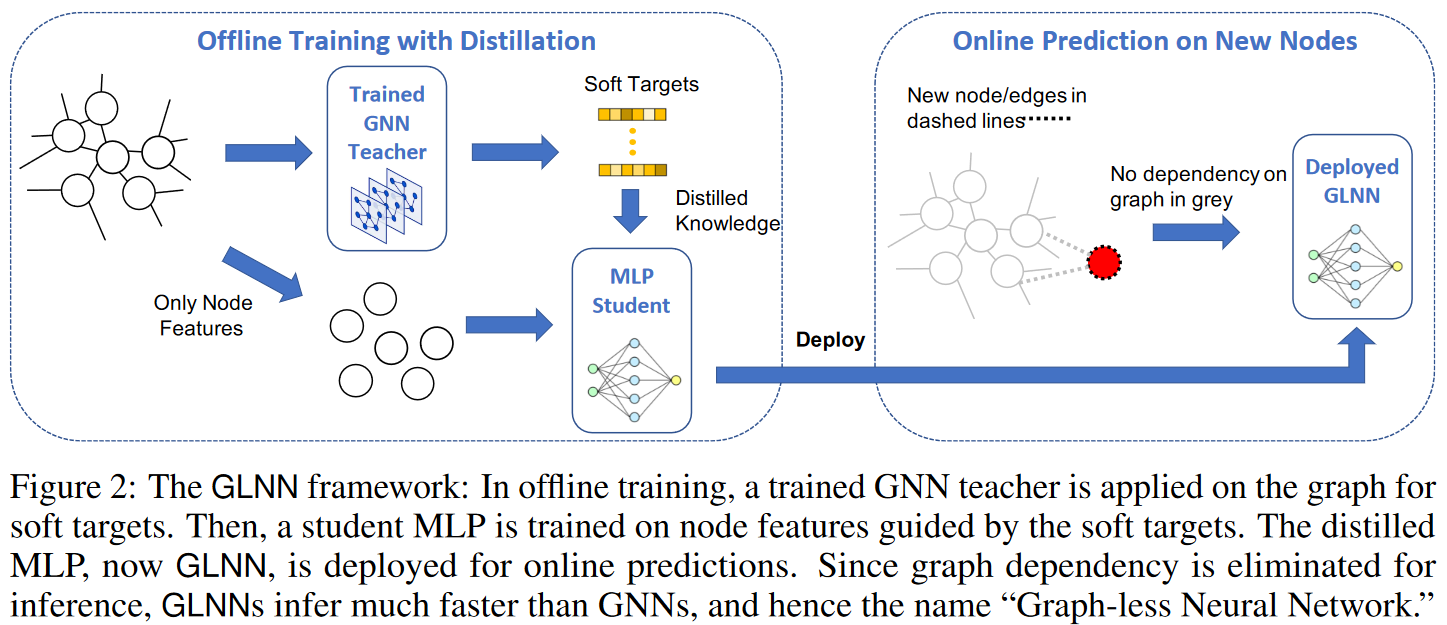 Offline Training with Distillation
Trained
GNN
Teacher
Soft Targets
Distilled
Knowledge
Only Node
Features
MLP
Student
Deploy
Online Prediction on New Nodes
New node/edges in
dashed lines
No dependency on
graph in grey
Deployed
GLNN
Figure 2: The GLNN framework: In offline training, a trained GNN teacher is applied on the graph for
soft targets. Then, a student MLP is trained on node features guided by the soft targets. The distilled
MLP, now GLNN, is deployed for online predictions. Since graph dependency is eliminated for
inference, GLNNs infer much faster than GNNs, and hence the name “Graph-less Neural Network.”